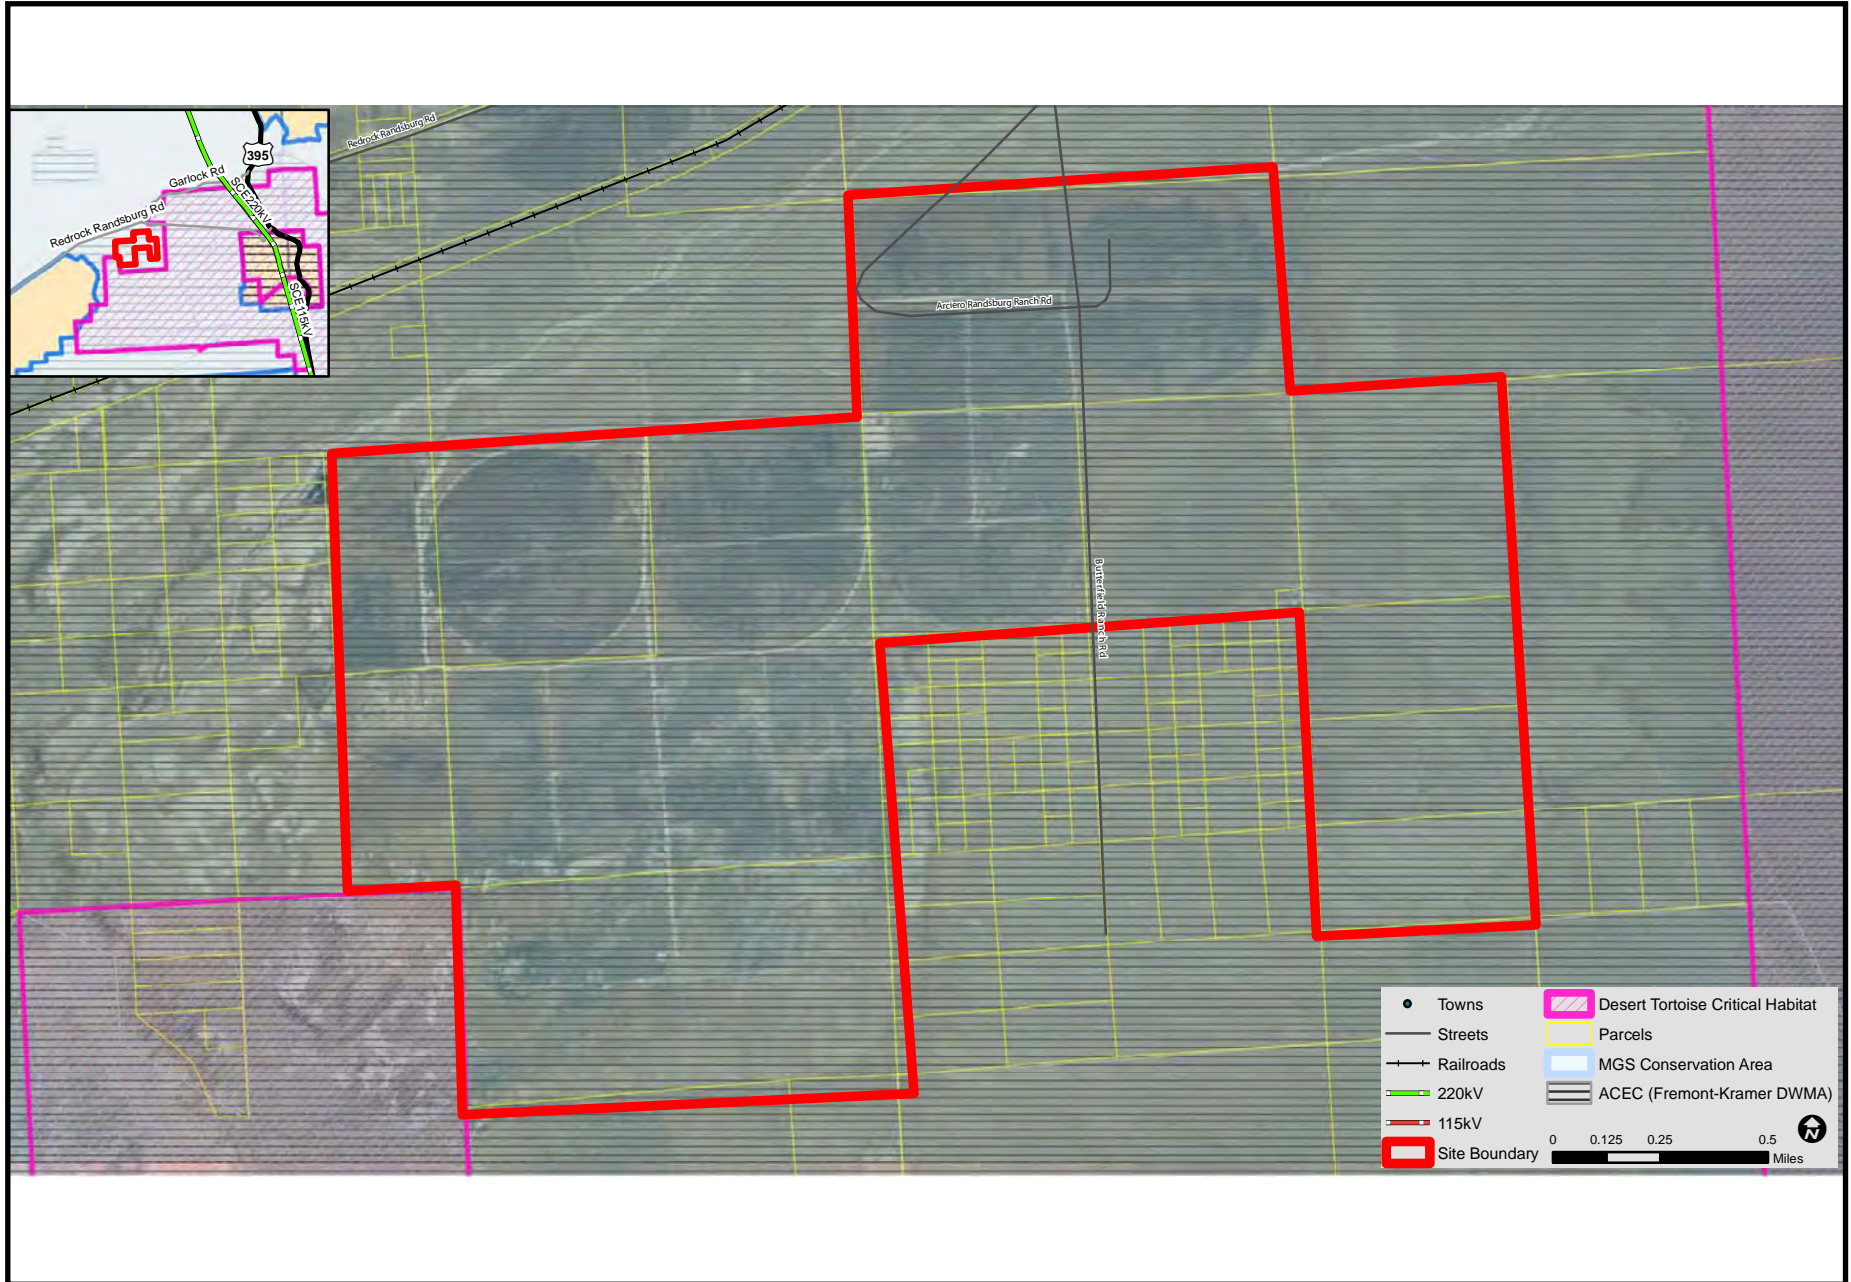 Redrock Randsburg Rd
395
Garlock Rd
SCE220kV
Redrock Randsburg Rd
SCE115kV
Arciero Randsburg Ranch Rd
Butterfield Ranch Rd
Towns
Streets
Railroads
220kV
115kV
Site Boundary
Desert Tortoise Critical Habitat
Parcels
MGS Conservation Area
ACEC (Fremont-Kramer DWMA)
N
0 0.125 0.25 0.5
Miles